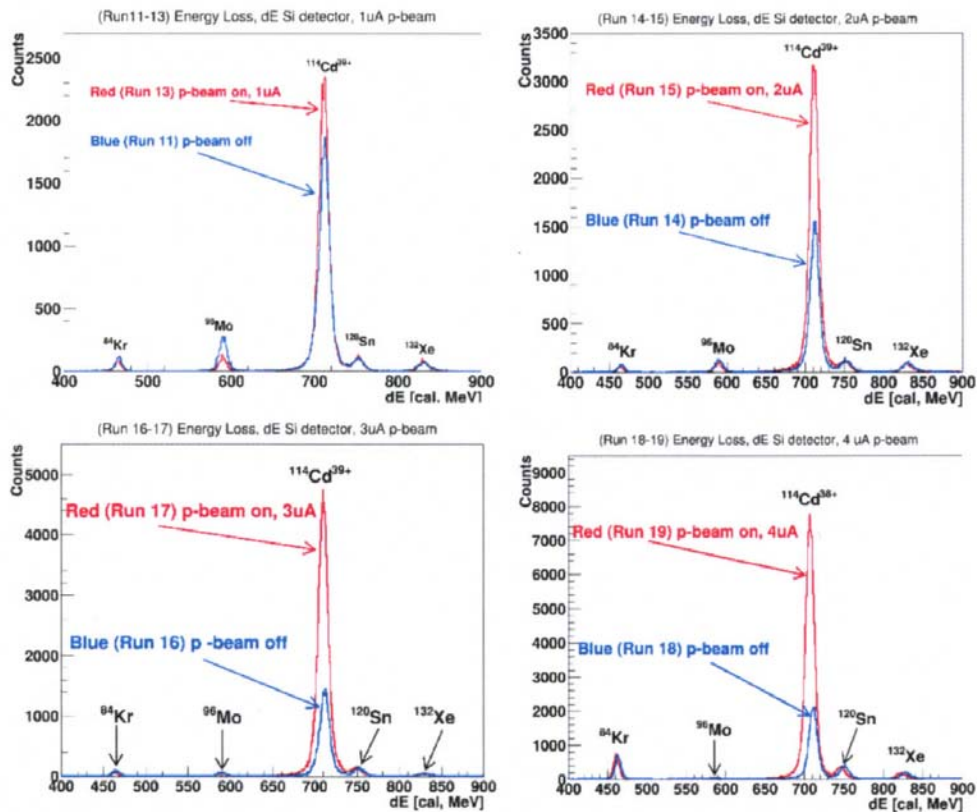 (Run11-13) Energy Loss, dE Si detector, 1uA p-beam
Counts
2500
2000
1500
1000
500
0
¹¹⁴Cd³⁹⁺
Red (Run 13) p-beam on, 1uA
Blue (Run 11) p-beam off
⁸⁴Kr
Mo
¹²⁰Sn
¹³²Xe
400 500 600 700 800 900
dE [cal, MeV]
(Run 14-15) Energy Loss, dE Si detector, 2uA p-beam
Counts
3500
3000
2500
2000
1500
1000
500
0
¹¹⁴Cd³⁹⁺
Red (Run 15) p-beam on, 2uA
Blue (Run 14) p-beam off
⁸⁴Kr
⁹⁶Mo
¹²⁰Sn
¹³²Xe
400 450 500 550 600 650 700 750 800 850 900
dE [cal, MeV]
(Run 16-17) Energy Loss, dE Si detector, 3uA p-beam
Counts
5000
4000
3000
2000
1000
0
¹¹⁴Cd³⁹⁺
Red (Run 17) p-beam on, 3uA
Blue (Run 16) p -beam off
⁸⁴Kr
⁹⁶Mo
¹²⁰Sn
¹³²Xe
400 500 600 700 800 900
dE [cal, MeV]
(Run 18-19) Energy Loss, dE Si detector, 4 uA p-beam
Counts
9000
8000
7000
6000
5000
4000
3000
2000
1000
0
¹¹⁴Cd³⁸⁺
Red (Run 19) p-beam on, 4uA
Blue (Run 18) p-beam off
⁸⁴Kr
⁹⁶Mo
¹²⁰Sn
¹³²Xe
400 450 500 550 600 650 700 750 800 850 900
dE [cal, MeV]